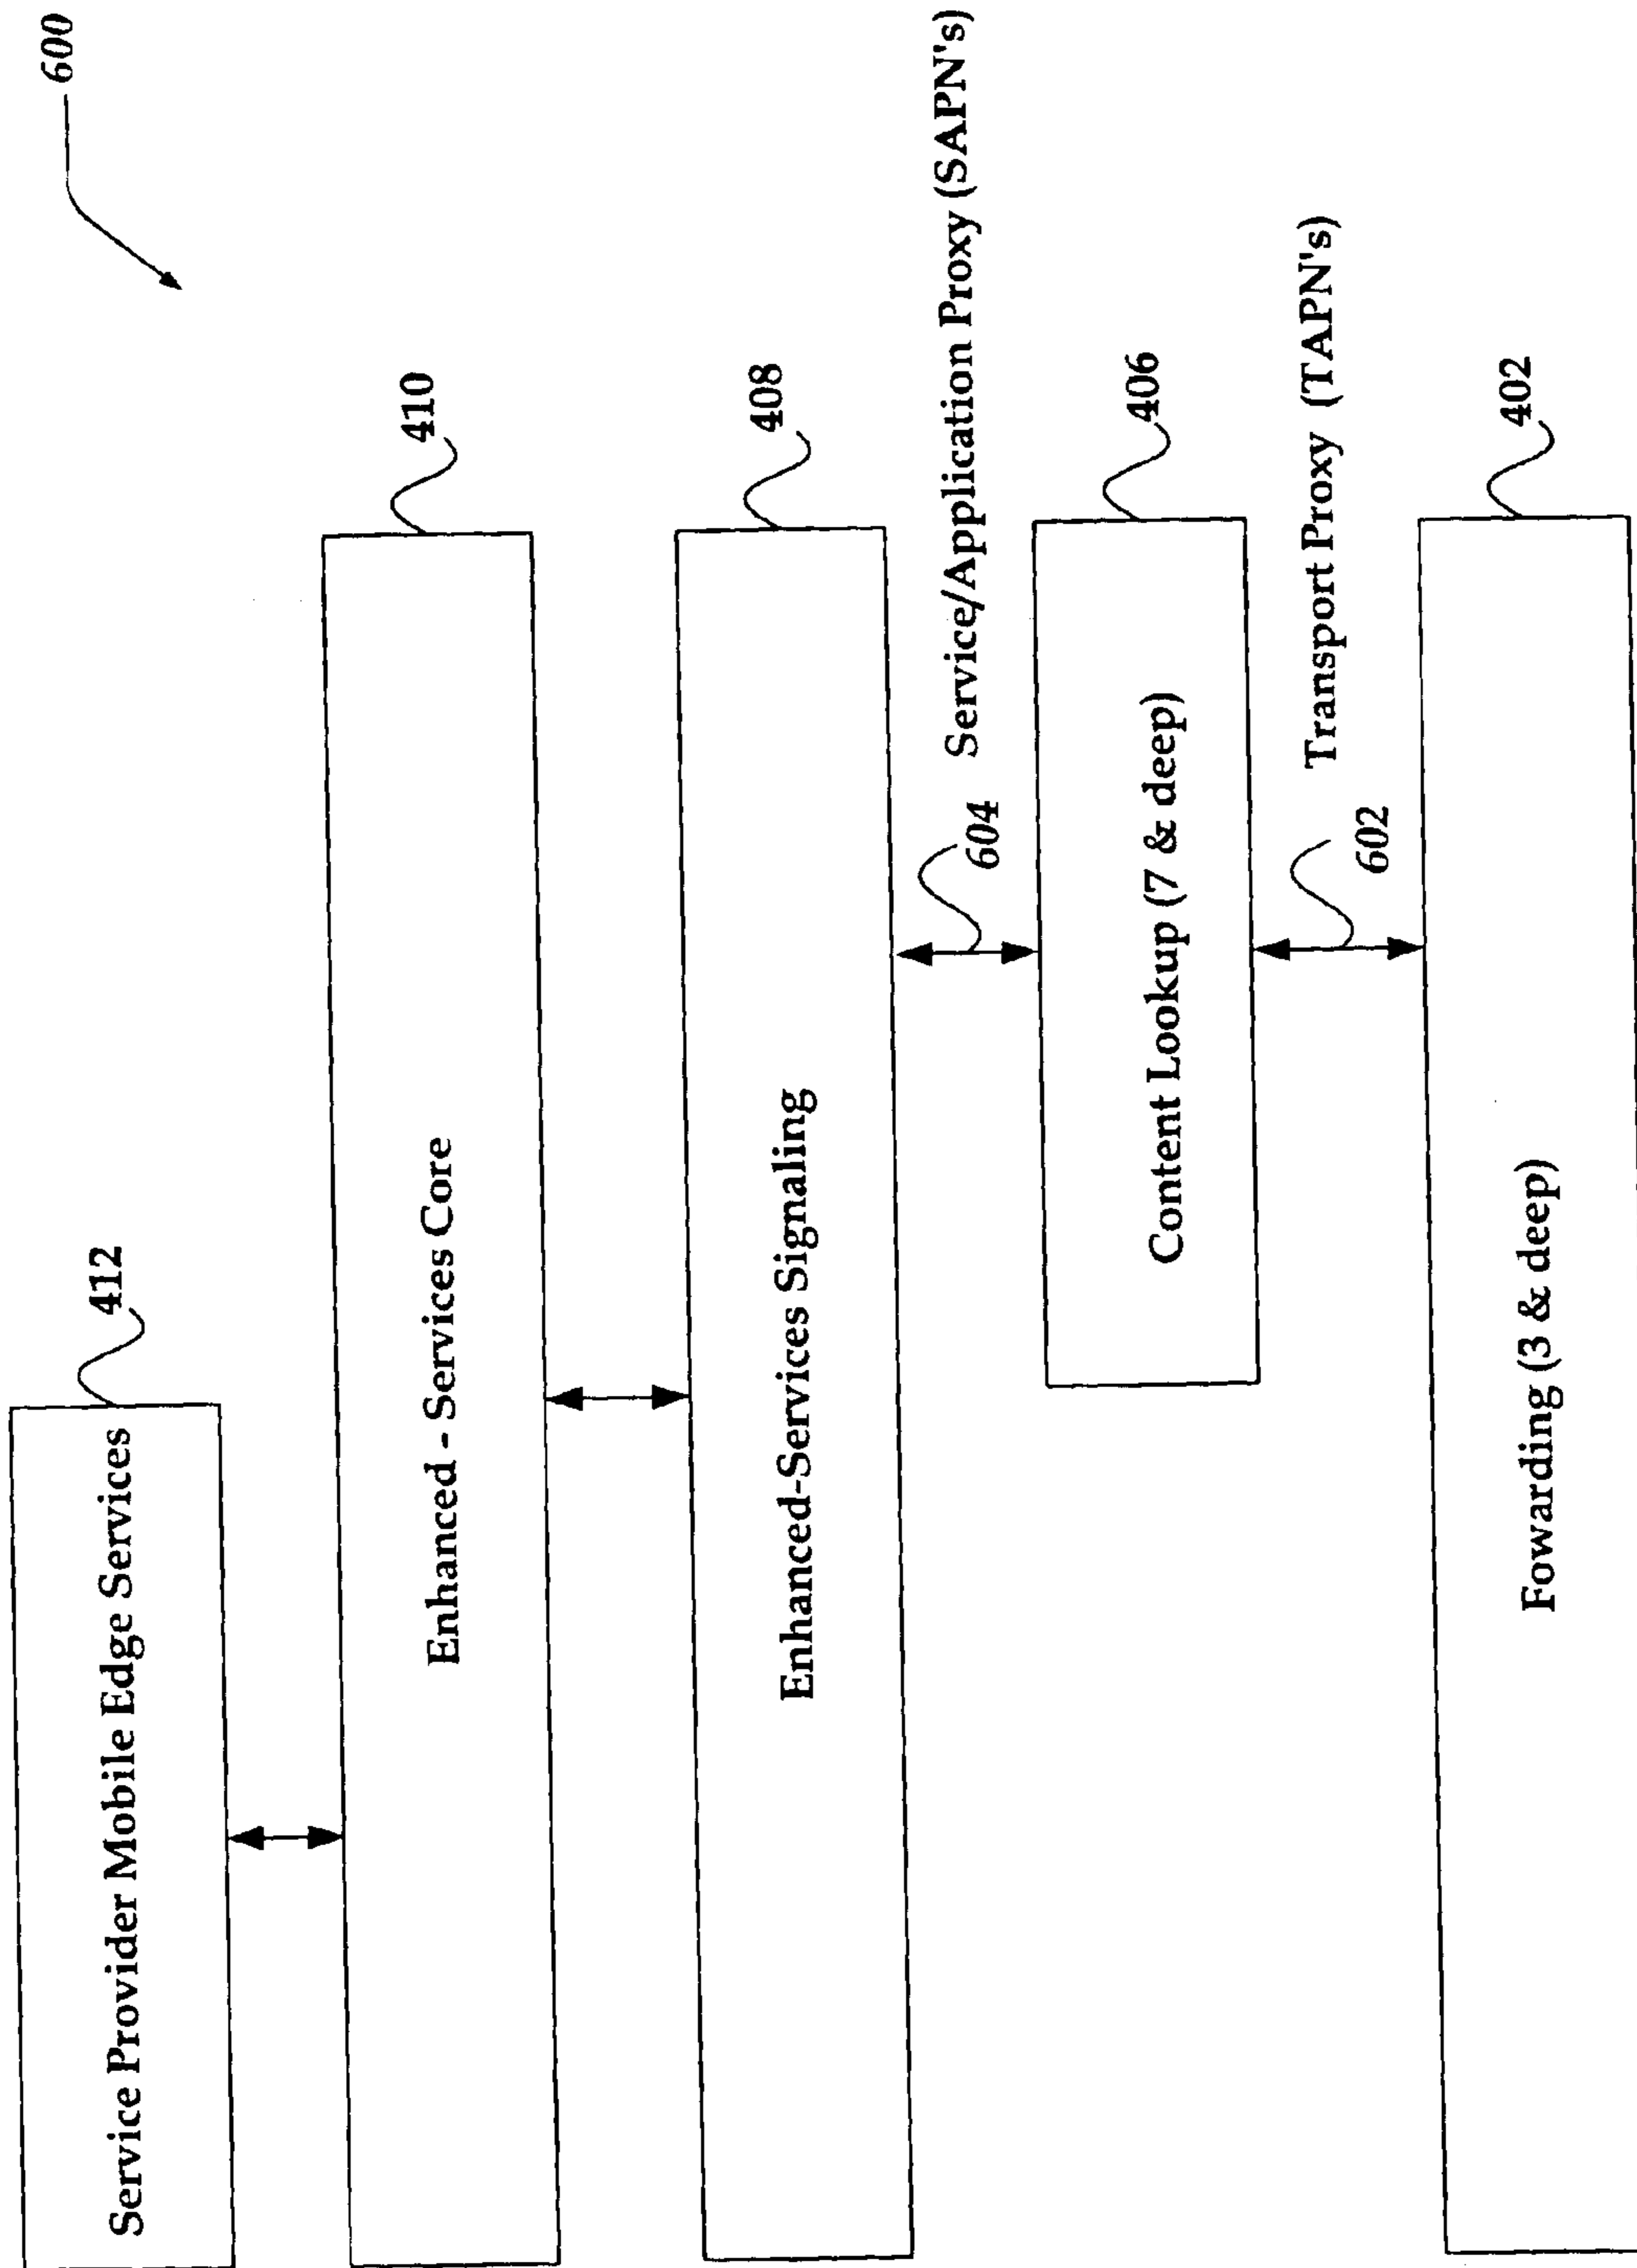 600
Service Provider Mobile Edge Services
412
Enhanced - Services Core
410
Enhanced-Services Signaling
408
604
Service/Application Proxy (SAPN's)
Content Lookup (7 & deep)
406
602
Transport Proxy (TAPN's)
Fowarding (3 & deep)
402